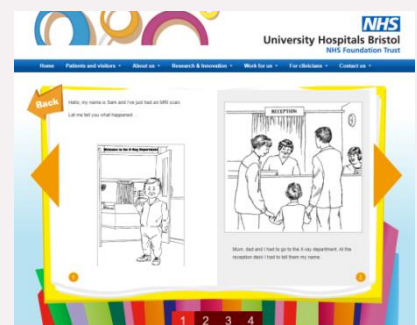 NHS
University Hospitals Bristol
NHS Foundation Trust
Home Patients and visitors About us Research & Innovation Work for us For clinicians Contact us
Back
Hello, my name is Sam and I've just had an MRI scan.
Let me tell you what happened...
Welcome to the X-Ray Department
RECEPTION
Mum, dad and I had to go to the X-ray department. At the
reception desk I had to tell them my name.
1 2 3 4